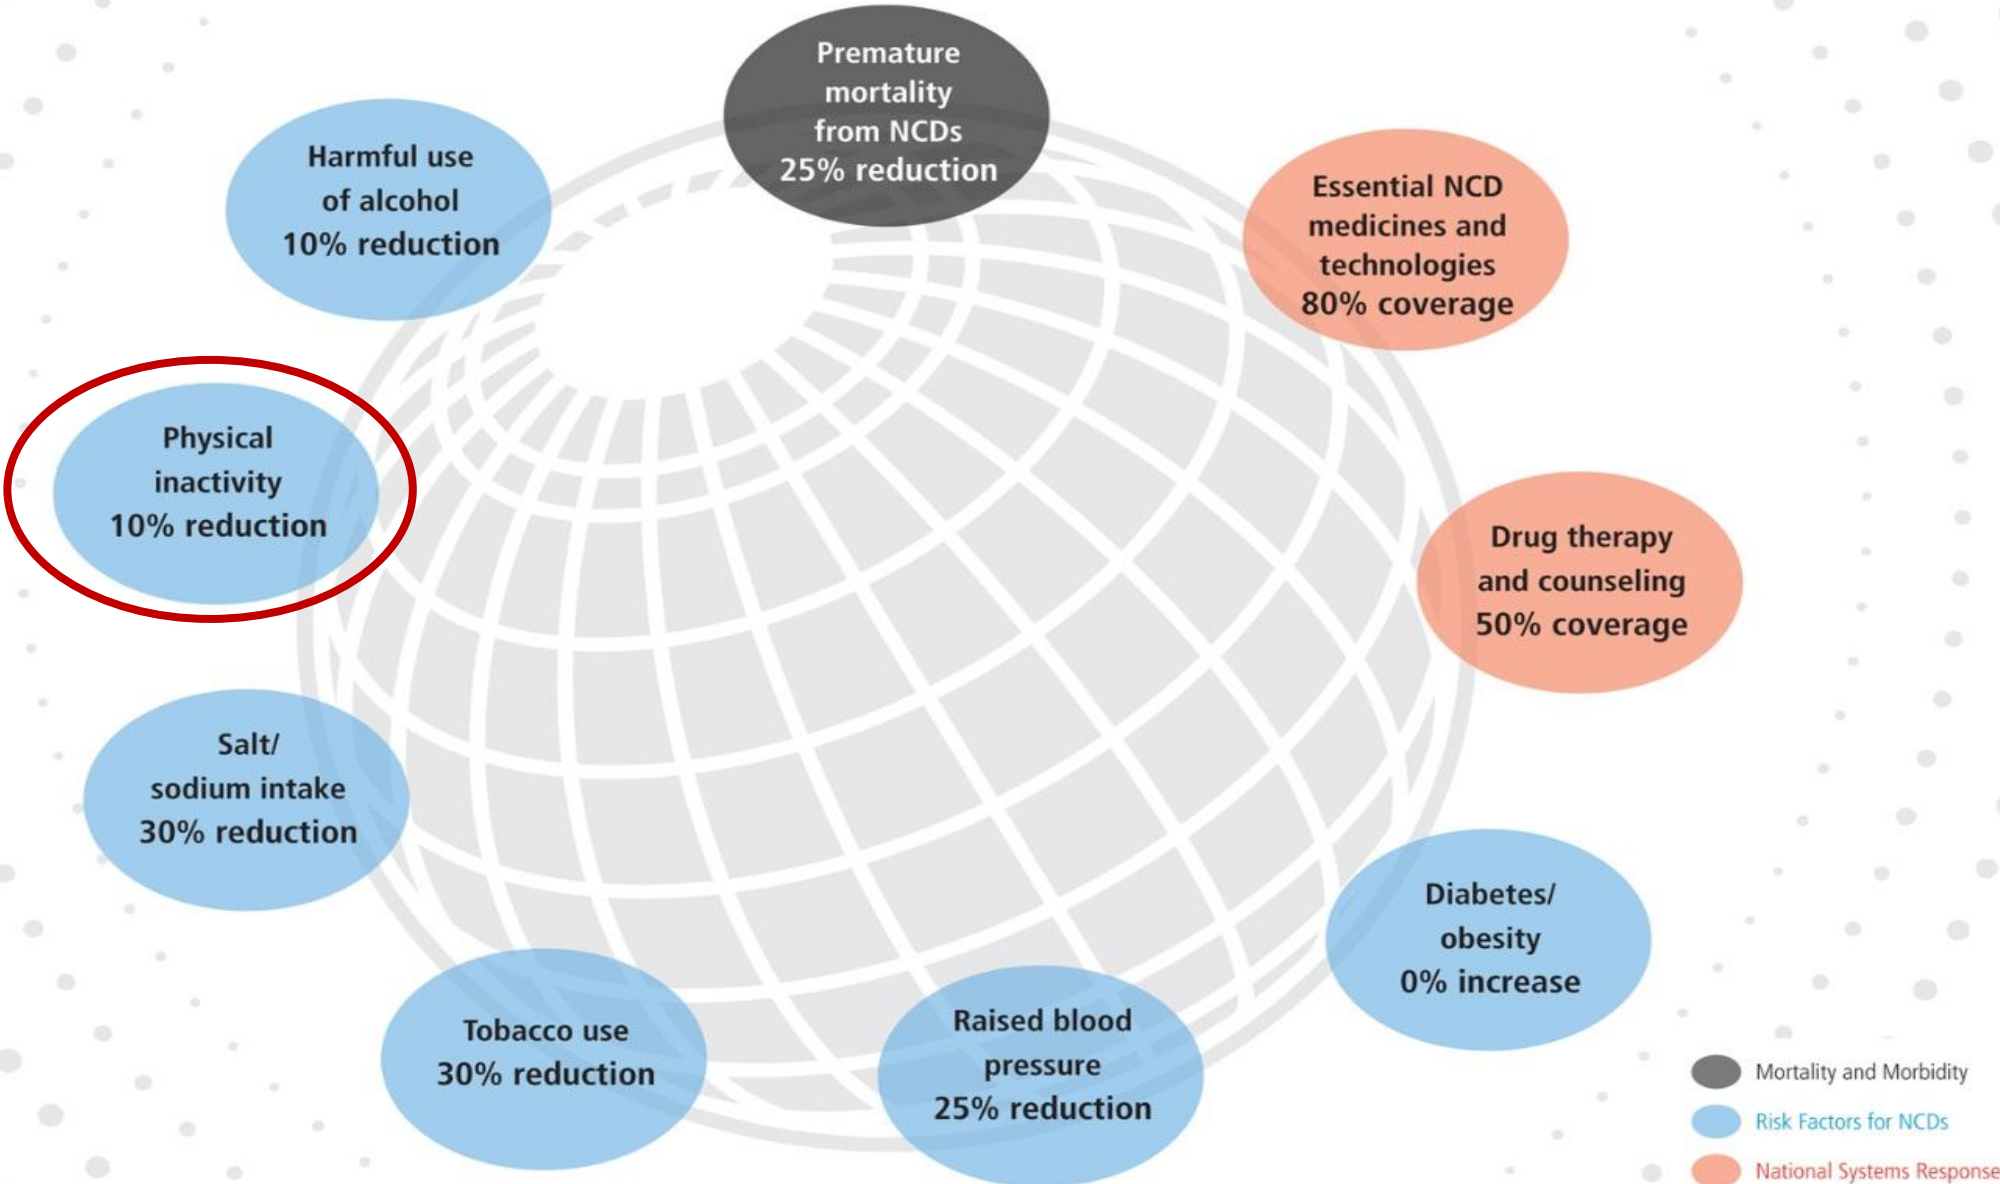 Premature
mortality
from NCDs
25% reduction
Harmful use
of alcohol
10% reduction
Essential NCD
medicines and
technologies
80% coverage
Physical
inactivity
10% reduction
Drug therapy
and counseling
50% coverage
Salt/
sodium intake
30% reduction
Diabetes/
obesity
0% increase
Tobacco use
30% reduction
Raised blood
pressure
25% reduction
Mortality and Morbidity
Risk Factors for NCDs
National Systems Response